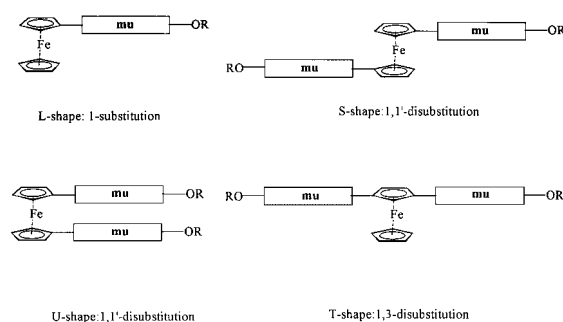 mu —OR
Fe
L-shape: 1-substitution
mu —OR
Fe
RO— mu
S-shape:1,1'-disubstitution
mu —OR
Fe
mu —OR
U-shape:1,1'-disubstitution
RO— mu mu —OR
Fe
T-shape:1,3-disubstitution